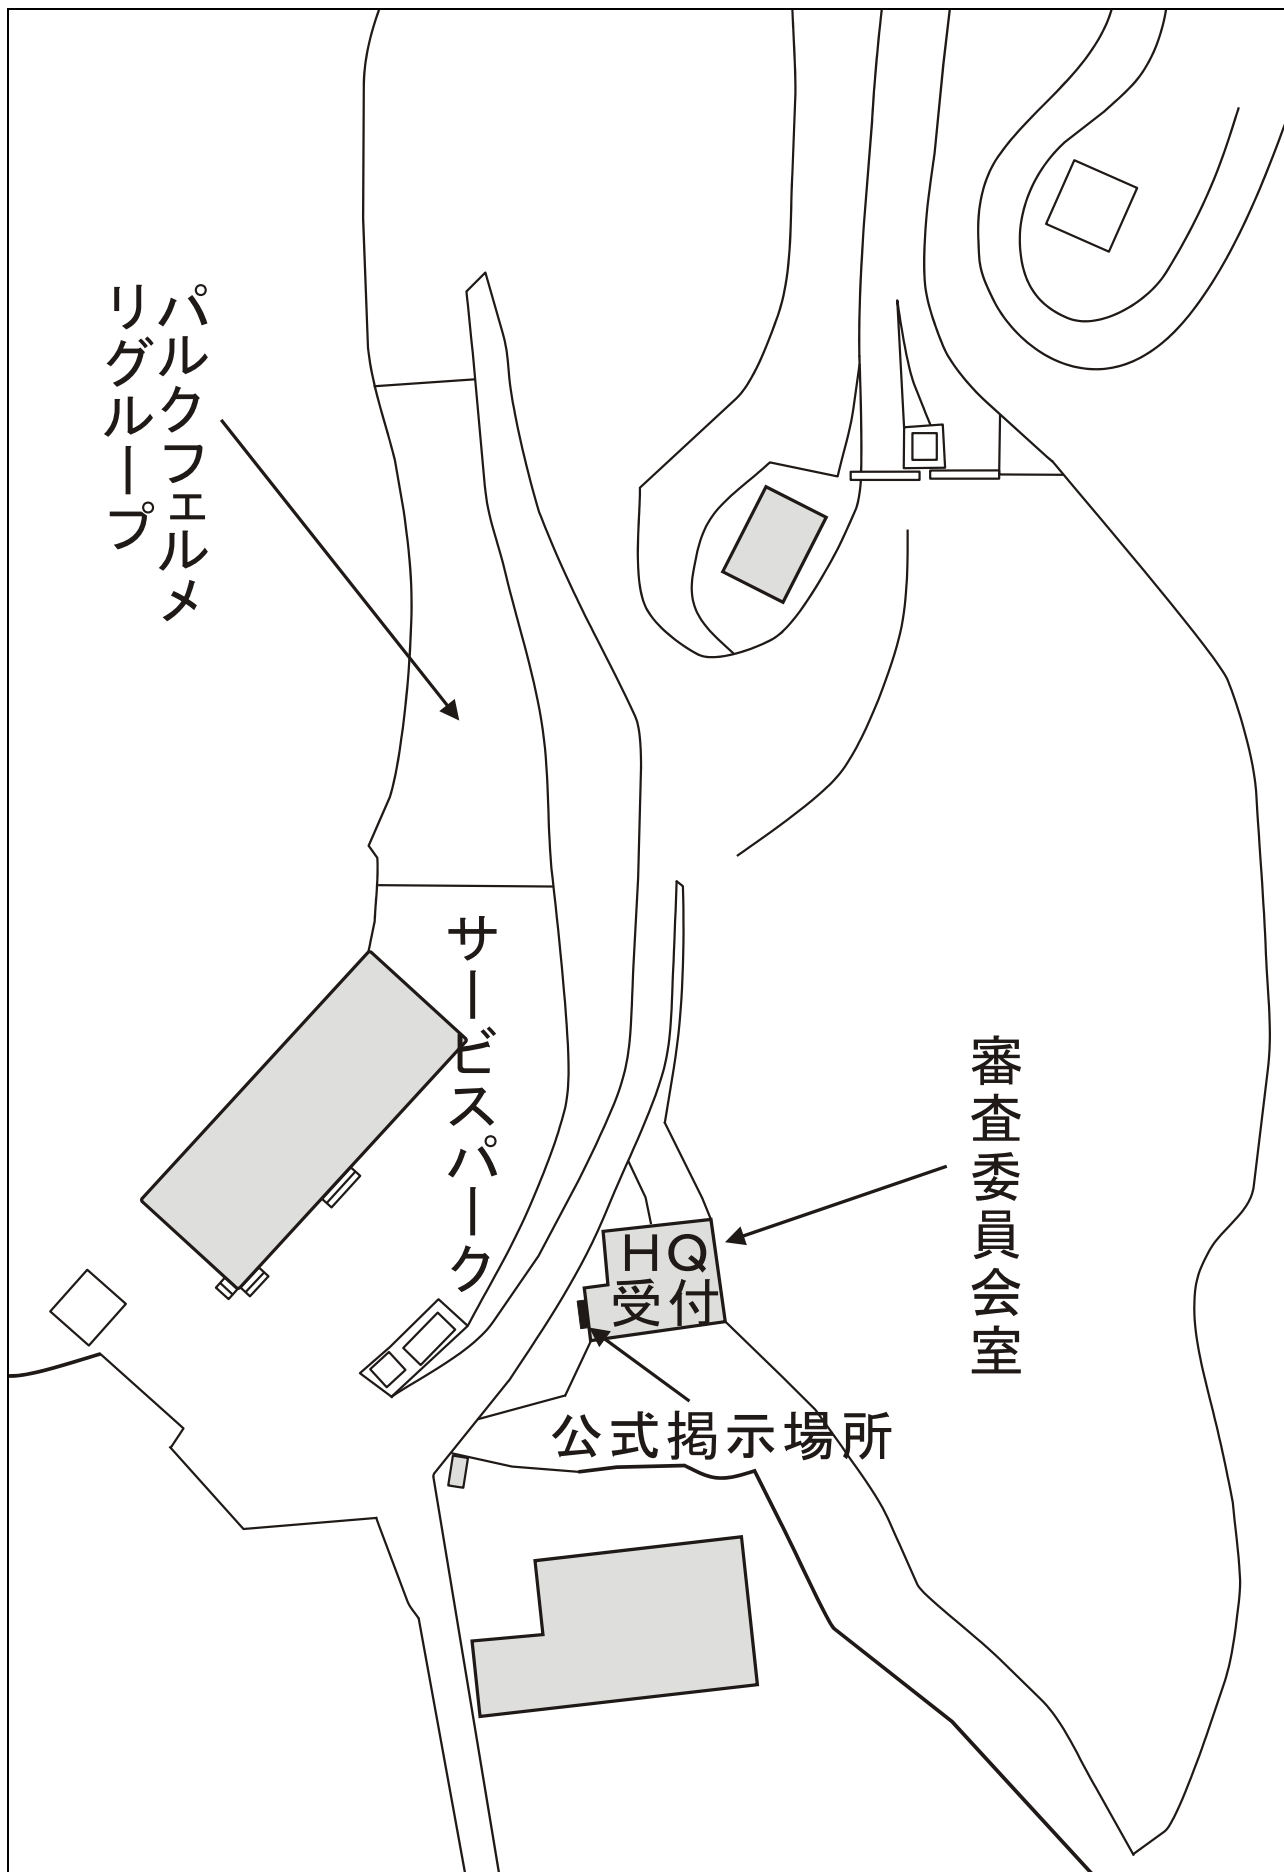 パルクフェルメ
リグループ
サービスパーク
審査委員会室
HQ
受付
公式掲示場所